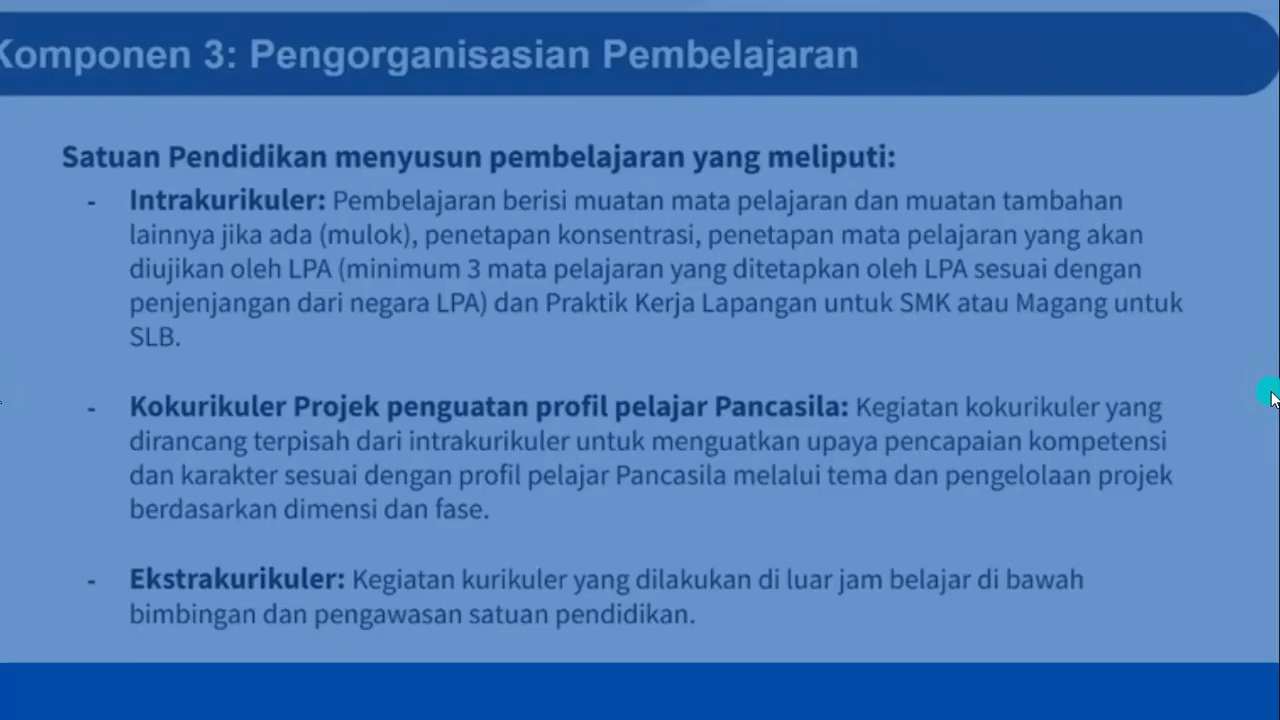 Komponen 3: Pengorganisasian Pembelajaran
Satuan Pendidikan menyusun pembelajaran yang meliputi:
- Intrakurikuler: Pembelajaran berisi muatan mata pelajaran dan muatan tambahan
lainnya jika ada (mulok), penetapan konsentrasi, penetapan mata pelajaran yang akan
diujikan oleh LPA (minimum 3 mata pelajaran yang ditetapkan oleh LPA sesuai dengan
penjenjangan dari negara LPA) dan Praktik Kerja Lapangan untuk SMK atau Magang untuk
SLB.
- Kokurikuler Projek penguatan profil pelajar Pancasila: Kegiatan kokurikuler yang
dirancang terpisah dari intrakurikuler untuk menguatkan upaya pencapaian kompetensi
dan karakter sesuai dengan profil pelajar Pancasila melalui tema dan pengelolaan projek
berdasarkan dimensi dan fase.
- Ekstrakurikuler: Kegiatan kurikuler yang dilakukan di luar jam belajar di bawah
bimbingan dan pengawasan satuan pendidikan.